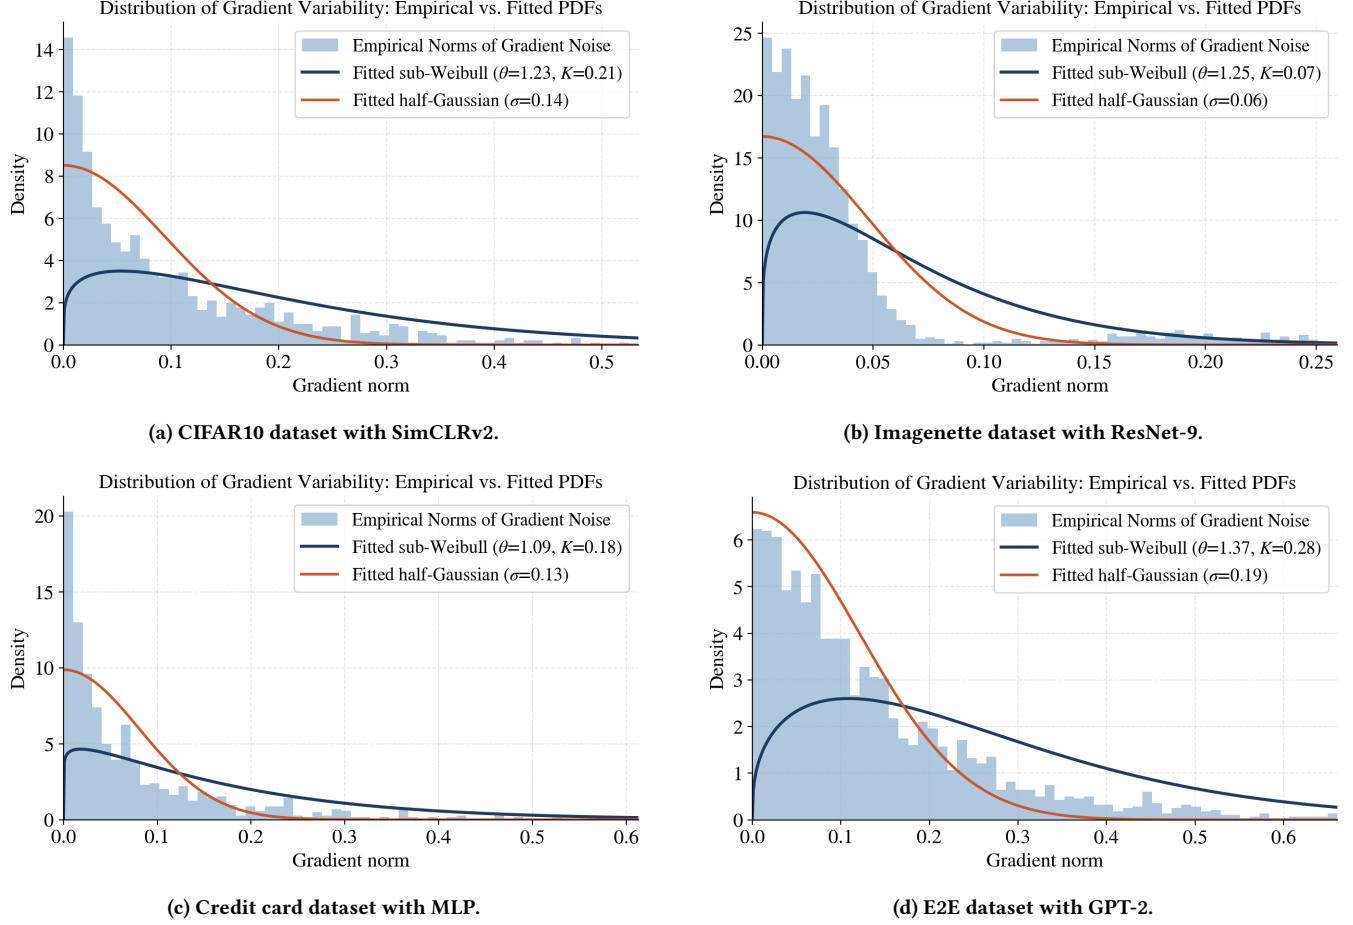 Distribution of Gradient Variability: Empirical vs. Fitted PDFs
Empirical Norms of Gradient Noise
Fitted sub-Weibull (θ=1.23, K=0.21)
Fitted half-Gaussian (σ=0.14)
Density
14
12
10
8
6
4
2
0
0.0 0.1 0.2 0.3 0.4 0.5
Gradient norm
(a) CIFAR10 dataset with SimCLRv2.
Distribution of Gradient Variability: Empirical vs. Fitted PDFs
Empirical Norms of Gradient Noise
Fitted sub-Weibull (θ=1.25, K=0.07)
Fitted half-Gaussian (σ=0.06)
Density
25
20
15
10
5
0
0.00 0.05 0.10 0.15 0.20 0.25
Gradient norm
(b) Imagenette dataset with ResNet-9.
Distribution of Gradient Variability: Empirical vs. Fitted PDFs
Empirical Norms of Gradient Noise
Fitted sub-Weibull (θ=1.09, K=0.18)
Fitted half-Gaussian (σ=0.13)
Density
20
15
10
5
0
0.0 0.1 0.2 0.3 0.4 0.5 0.6
Gradient norm
(c) Credit card dataset with MLP.
Distribution of Gradient Variability: Empirical vs. Fitted PDFs
Empirical Norms of Gradient Noise
Fitted sub-Weibull (θ=1.37, K=0.28)
Fitted half-Gaussian (σ=0.19)
Density
6
5
4
3
2
1
0
0.0 0.1 0.2 0.3 0.4 0.5 0.6
Gradient norm
(d) E2E dataset with GPT-2.